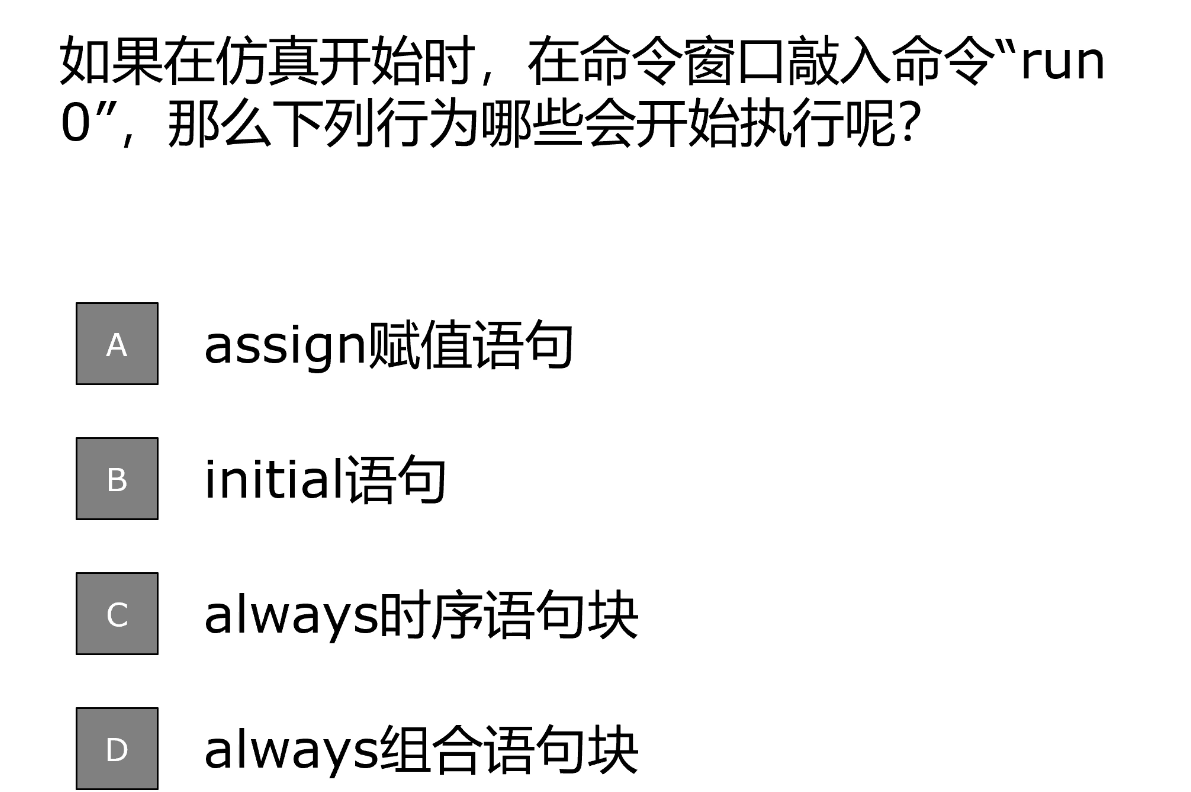 如果在仿真开始时，在命令窗口敲入命令“run
0”，那么下列行为哪些会开始执行呢？
A assign赋值语句
B initial语句
C always时序语句块
D always组合语句块